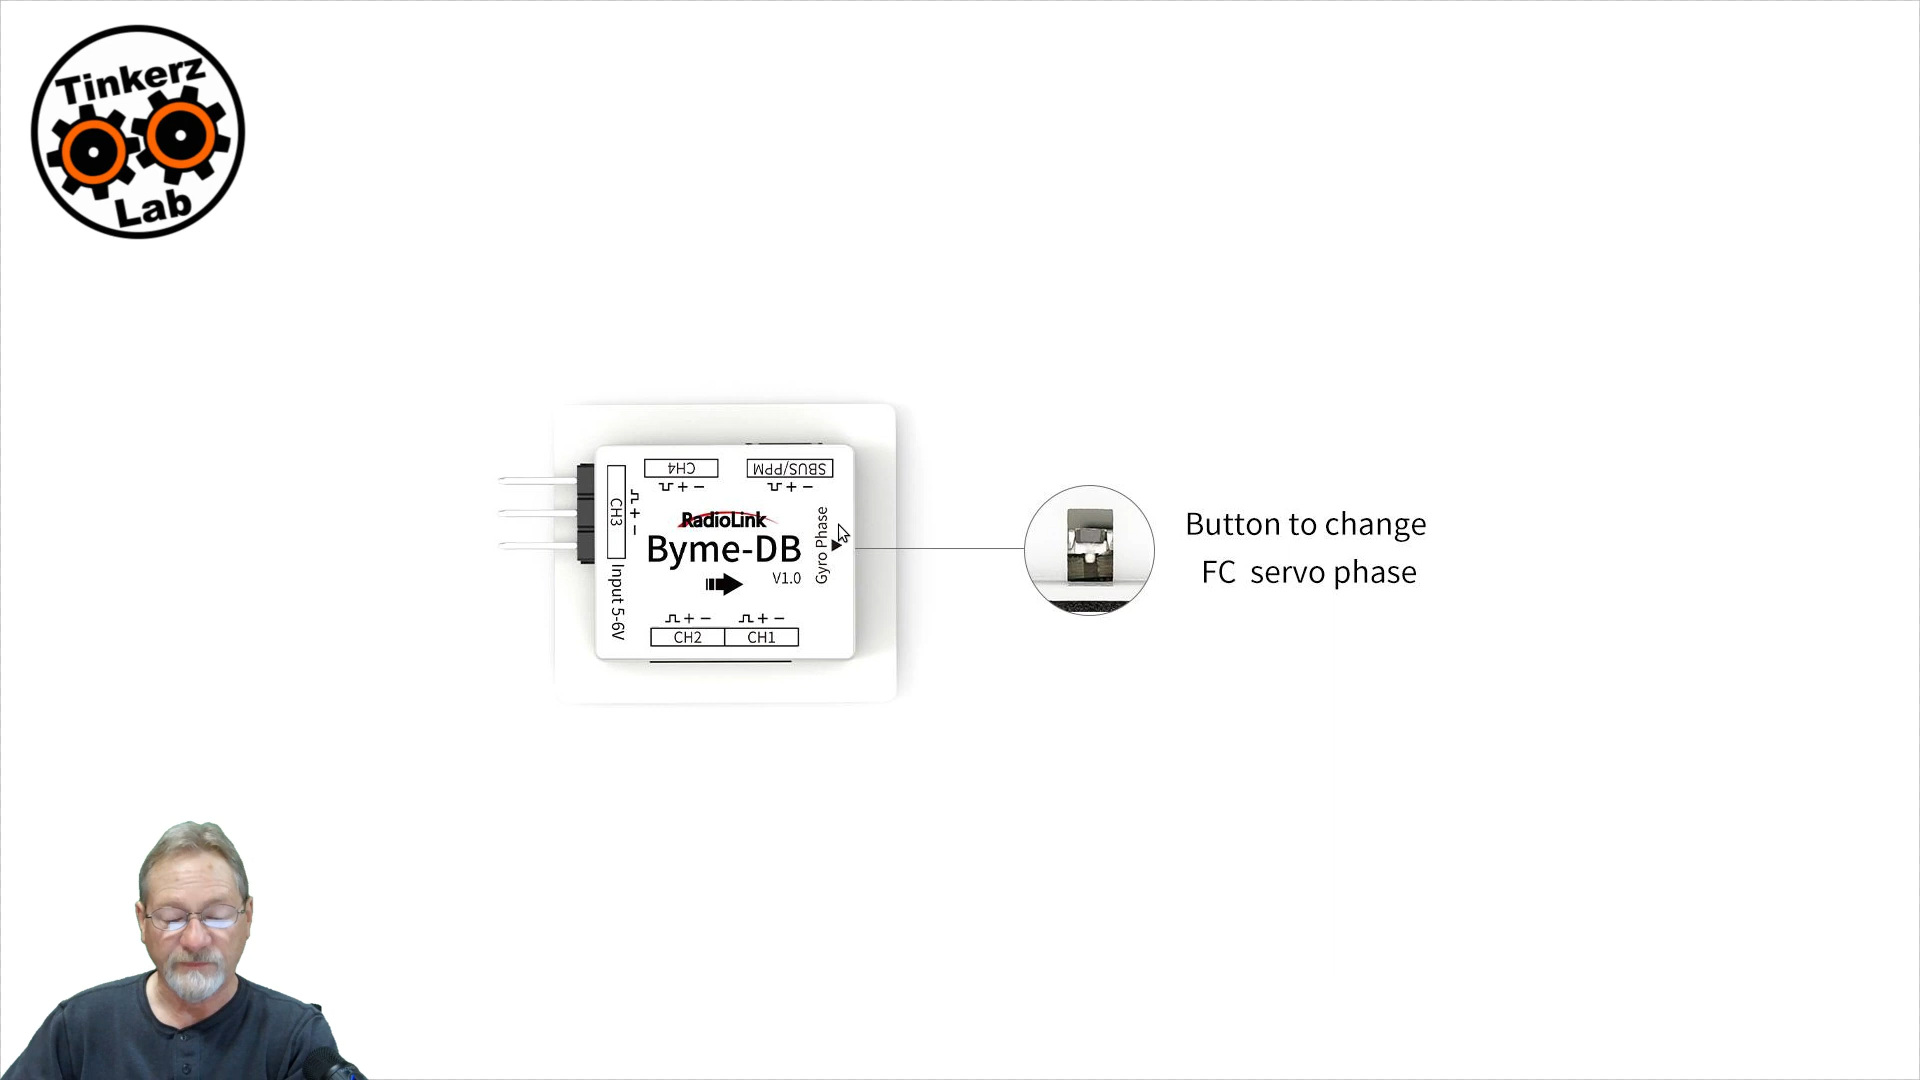 Tinkerz
Lab
CH4
SBUS/PPM
CH3
Input 5-6V
RadioLink
Byme-DB
V1.0
Gyro Phase
CH2
CH1
Button to change
FC servo phase